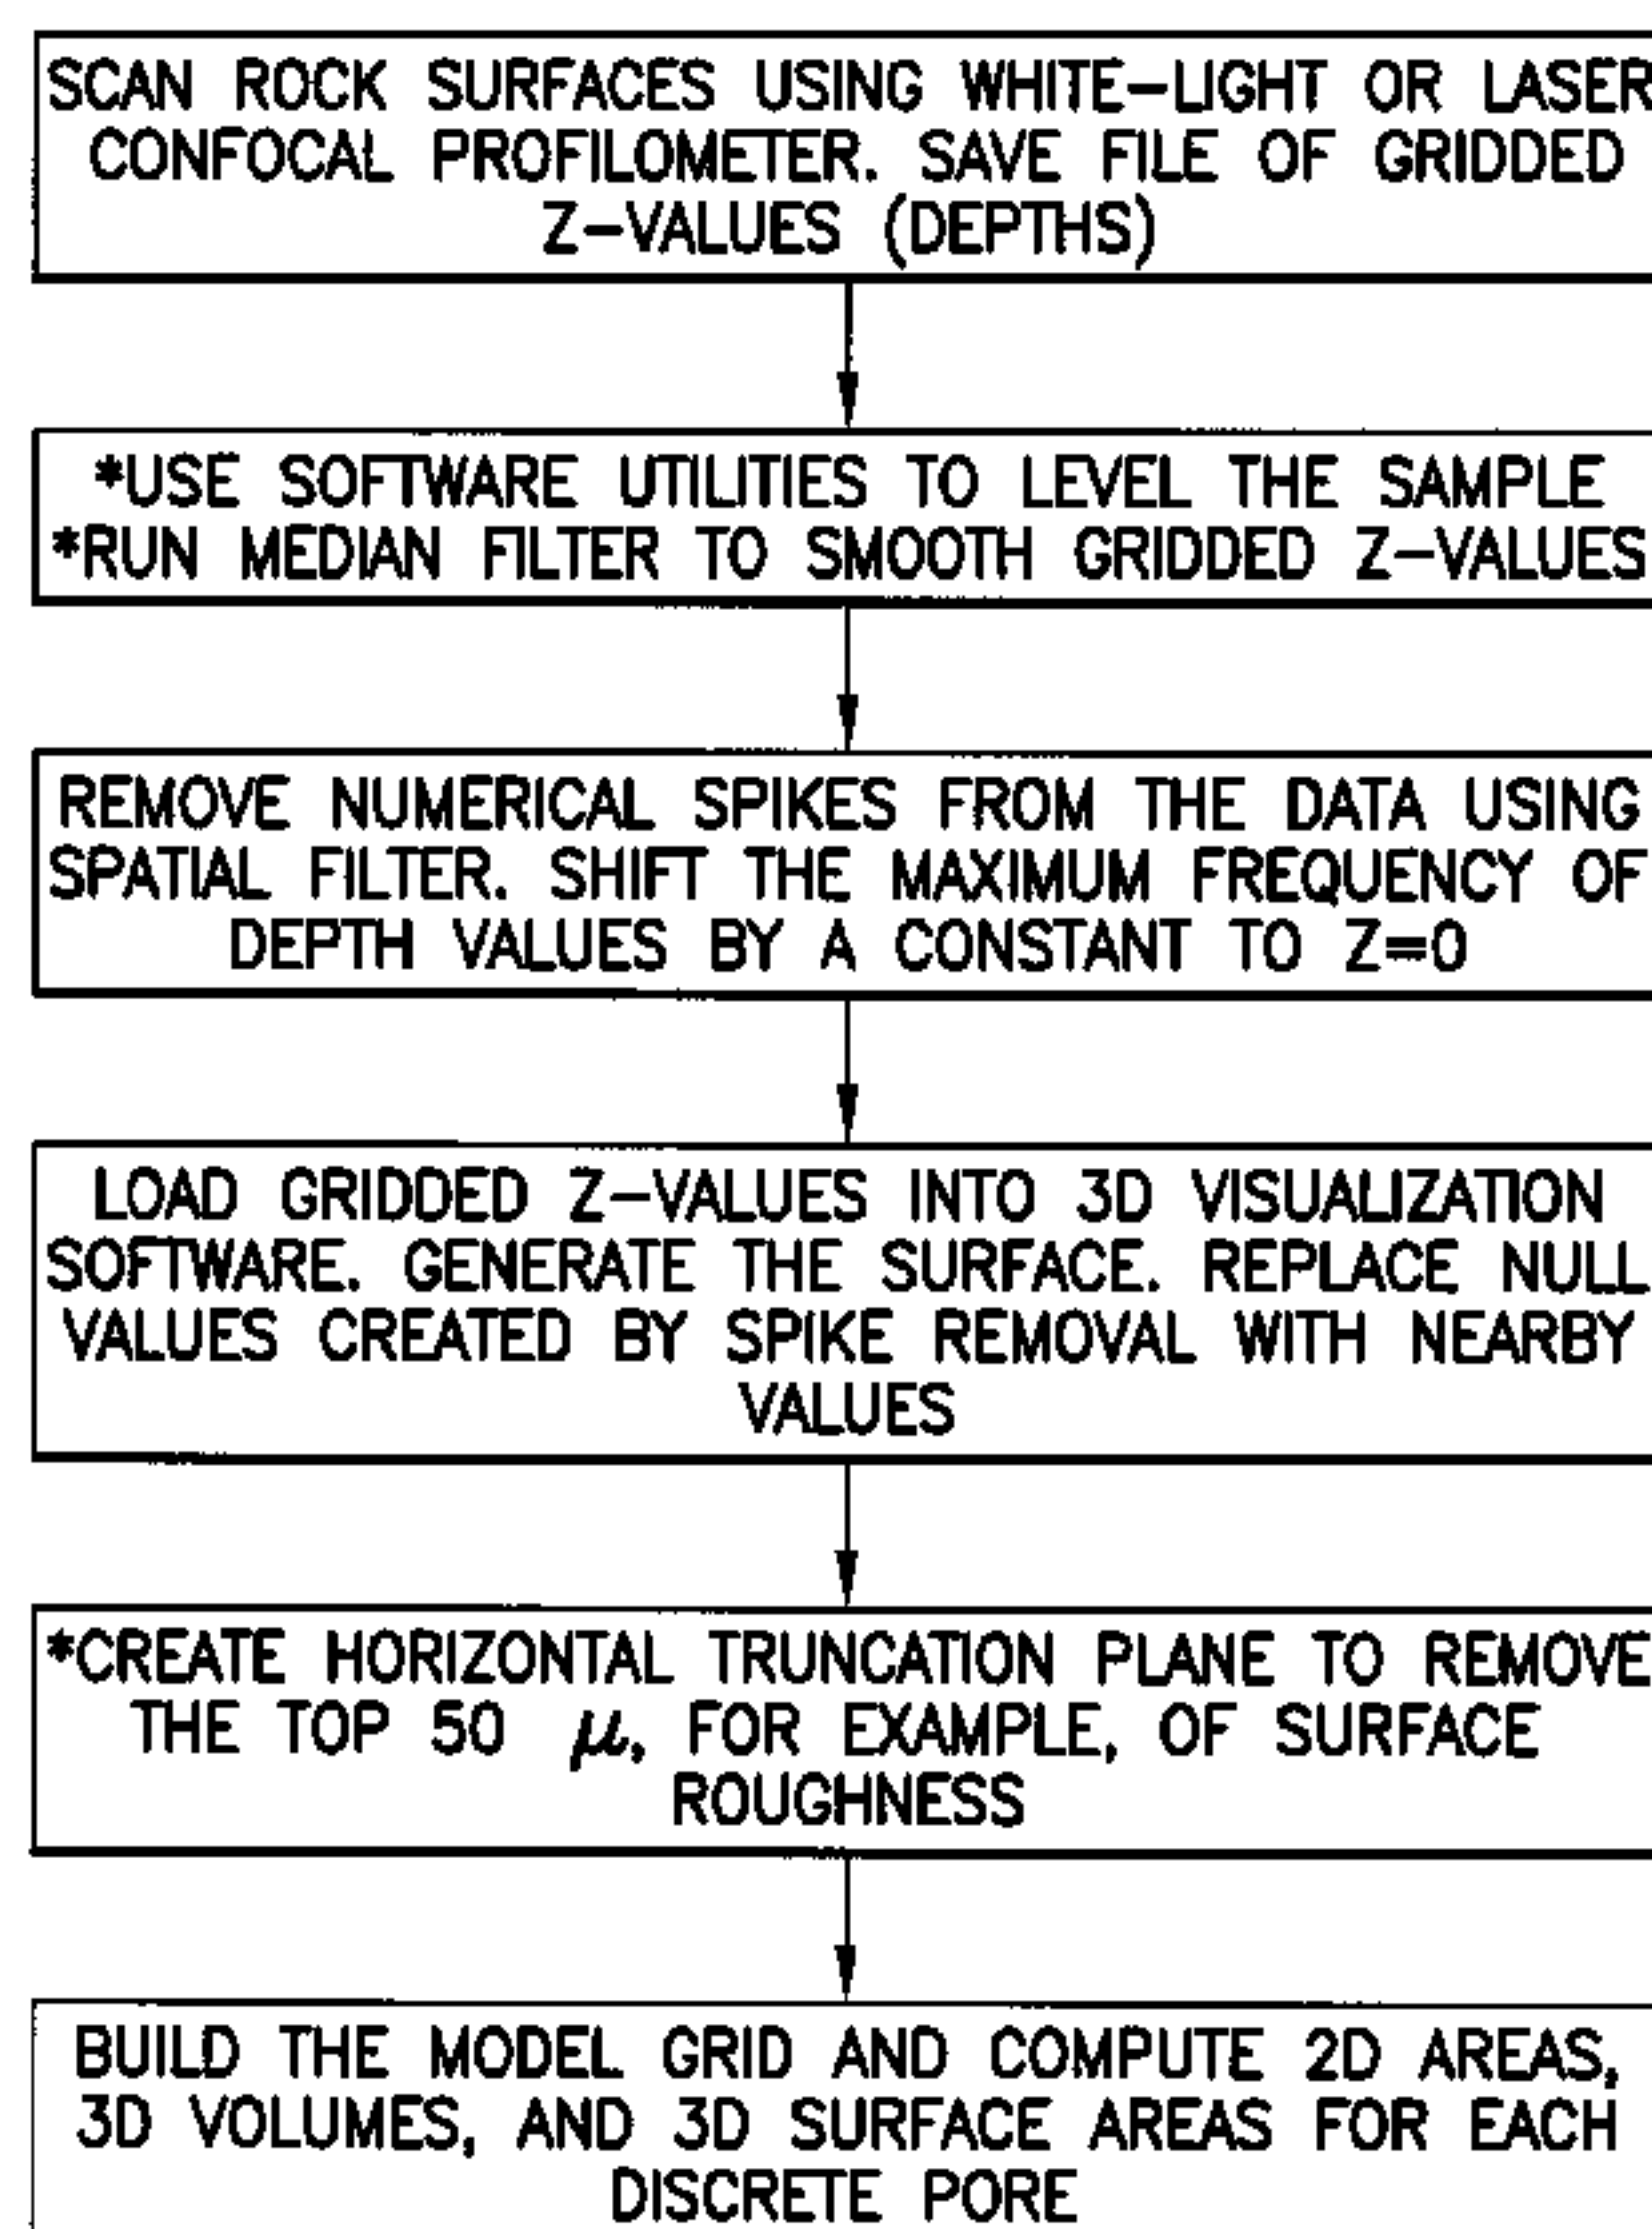 SCAN ROCK SURFACES USING WHITE-LIGHT OR LASER
CONFOCAL PROFILOMETER. SAVE FILE OF GRIDDED
Z-VALUES (DEPTHS)
*USE SOFTWARE UTILITIES TO LEVEL THE SAMPLE
*RUN MEDIAN FILTER TO SMOOTH GRIDDED Z-VALUES
REMOVE NUMERICAL SPIKES FROM THE DATA USING
SPATIAL FILTER. SHIFT THE MAXIMUM FREQUENCY OF
DEPTH VALUES BY A CONSTANT TO Z=0
LOAD GRIDDED Z-VALUES INTO 3D VISUALIZATION
SOFTWARE. GENERATE THE SURFACE. REPLACE NULL
VALUES CREATED BY SPIKE REMOVAL WITH NEARBY
VALUES
*CREATE HORIZONTAL TRUNCATION PLANE TO REMOVE
THE TOP 50 μ, FOR EXAMPLE, OF SURFACE
ROUGHNESS
BUILD THE MODEL GRID AND COMPUTE 2D AREAS,
3D VOLUMES, AND 3D SURFACE AREAS FOR EACH
DISCRETE PORE